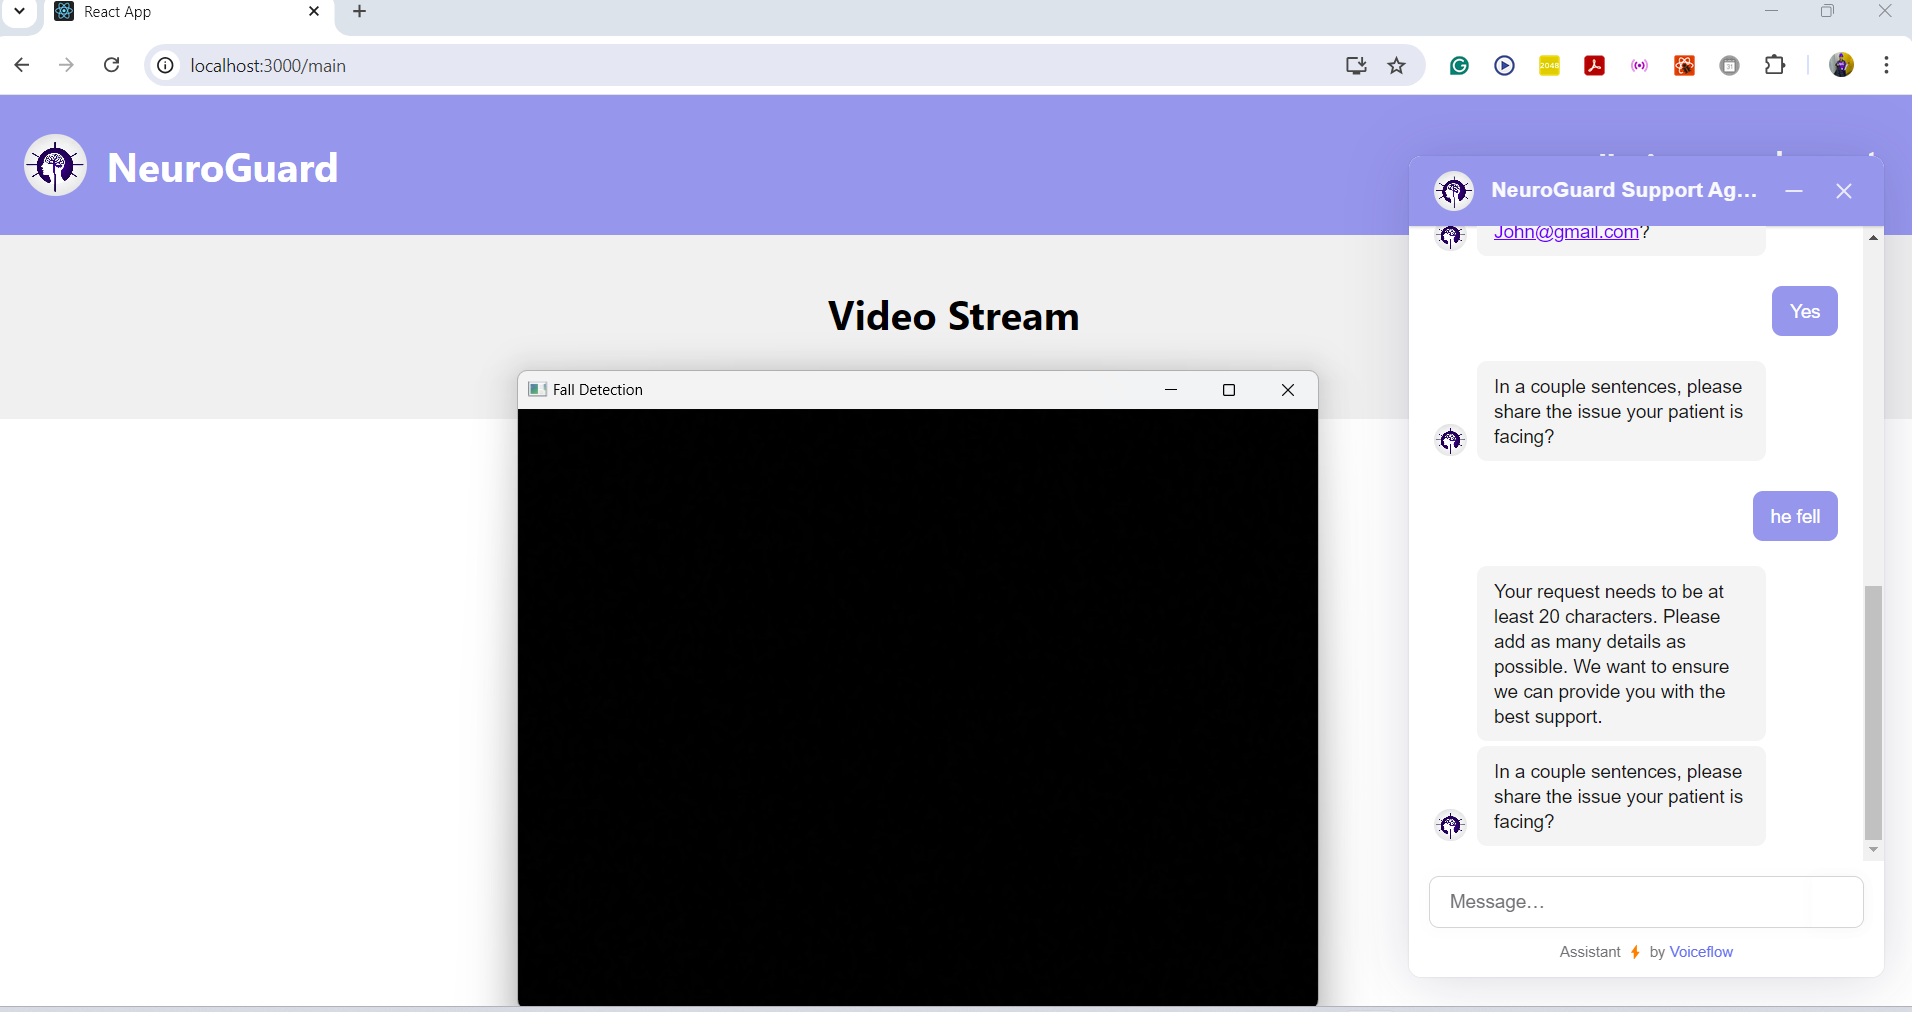 React App
localhost:3000/main
2048
31
NeuroGuard
Video Stream
Fall Detection
NeuroGuard Support Ag...
John@gmail.com?
Yes
In a couple sentences, please
share the issue your patient is
facing?
he fell
Your request needs to be at
least 20 characters. Please
add as many details as
possible. We want to ensure
we can provide you with the
best support.
In a couple sentences, please
share the issue your patient is
facing?
Message...
Assistant by Voiceflow